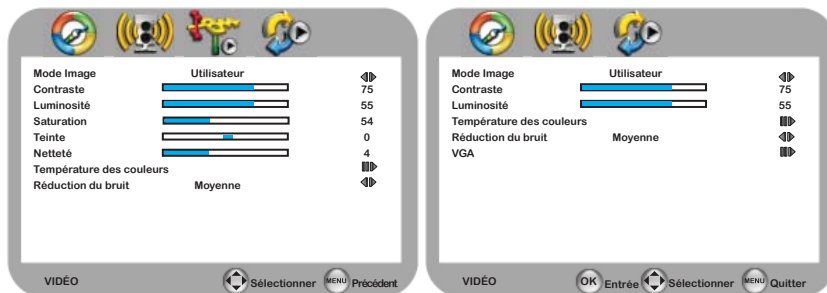 Mode Image Utilisateur
Contraste 75
Luminosité 55
Saturation 54
Teinte 0
Netteté 4
Température des couleurs
Réduction du bruit Moyenne
VIDÉO Sélectionner MENU Précédent
Mode Image Utilisateur
Contraste 75
Luminosité 55
Température des couleurs
Réduction du bruit Moyenne
VGA
VIDÉO OK Entrée Sélectionner MENU Quitter